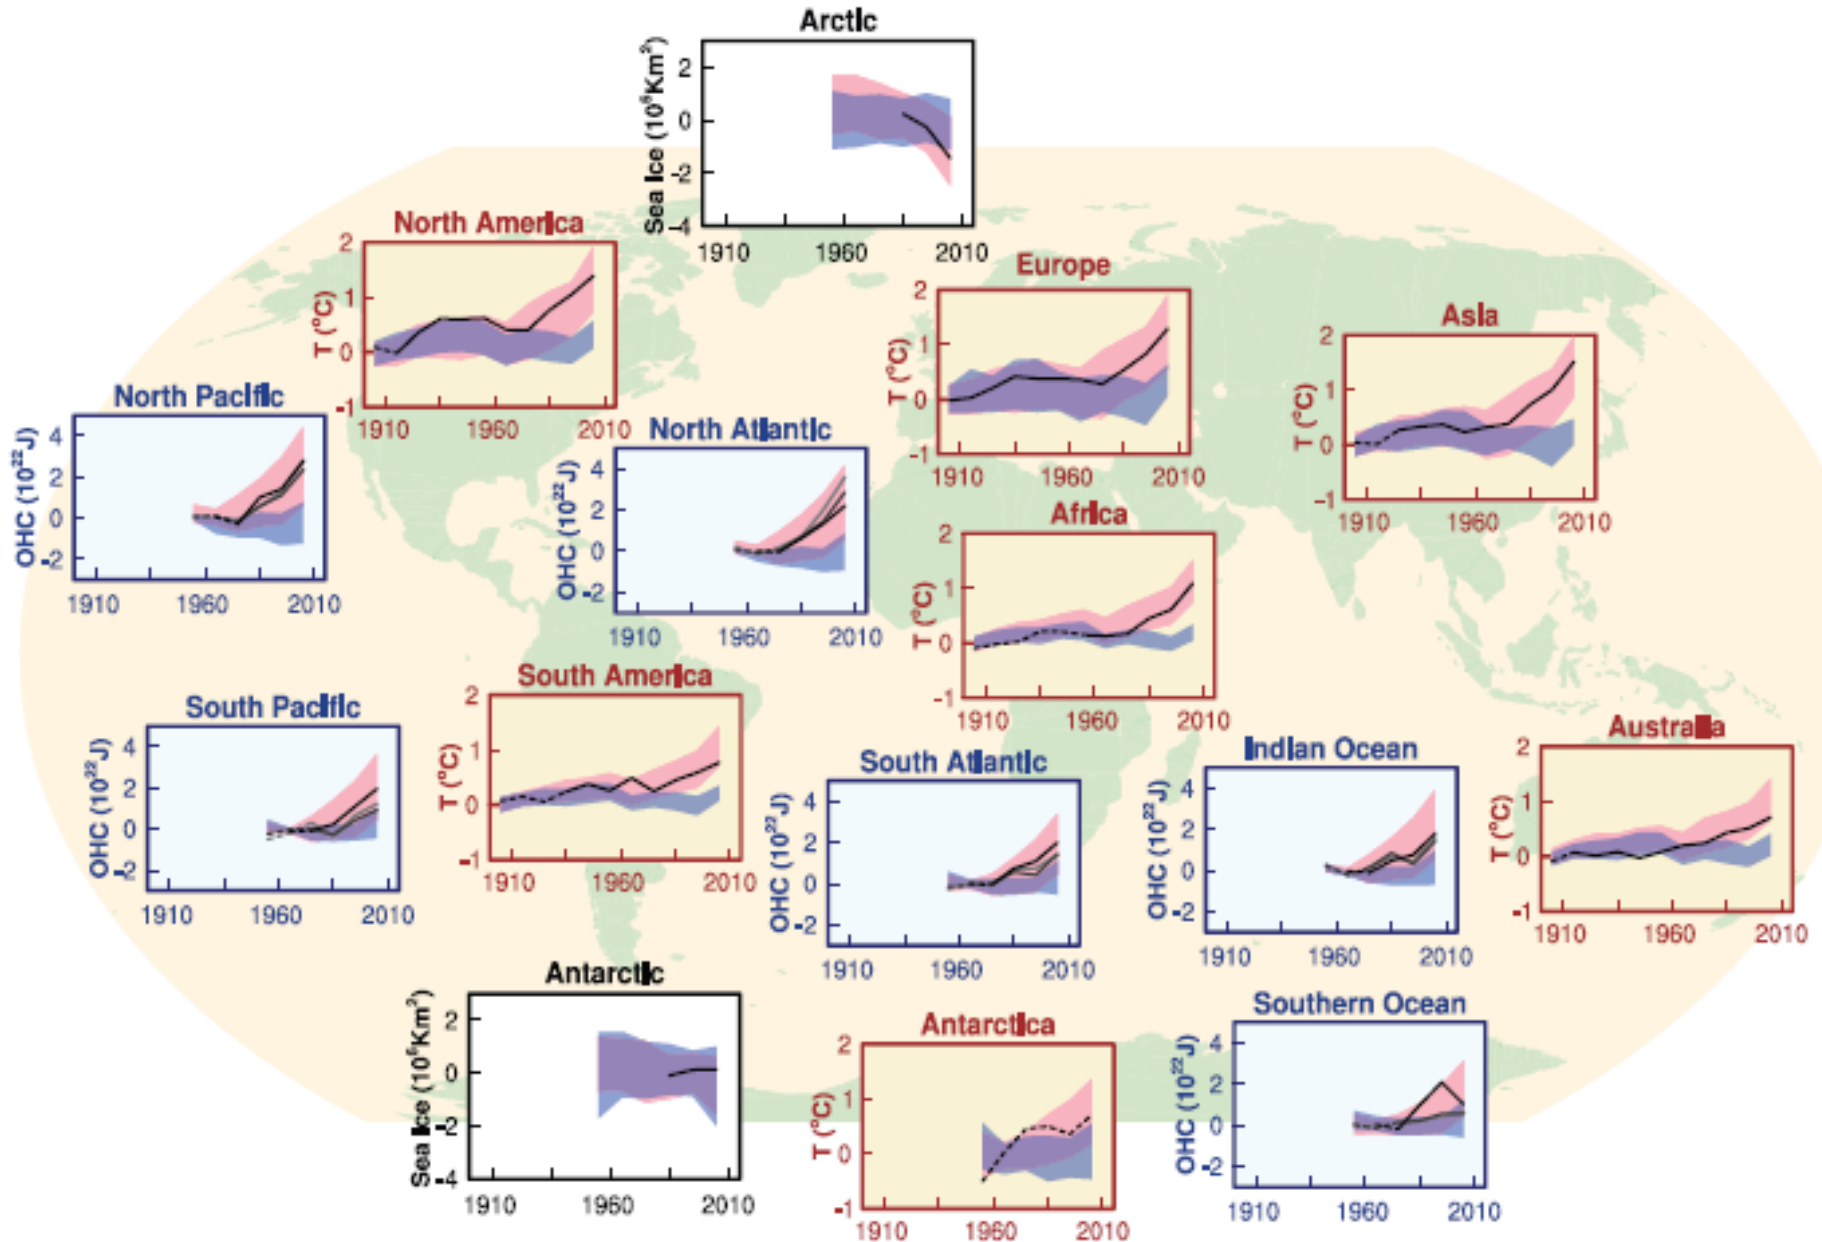 Arctic
Sea Ice (10⁶Km²)
2
0
-2
-4
1910 1960 2010
North America
T (°C)
2
1
0
-1
1910 1960 2010
Europe
T (°C)
2
1
0
-1
1910 1960 2010
Asia
T (°C)
2
1
0
-1
1910 1960 2010
North Pacific
OHC (10²²J)
4
2
0
-2
1910 1960 2010
North Atlantic
OHC (10²²J)
4
2
0
-2
1910 1960 2010
Africa
T (°C)
2
1
0
-1
1910 1960 2010
South Pacific
OHC (10²²J)
4
2
0
-2
1910 1960 2010
South America
T (°C)
2
1
0
-1
1910 1960 2010
South Atlantic
OHC (10²²J)
4
2
0
-2
1910 1960 2010
Indian Ocean
OHC (10²²J)
4
2
0
-2
1910 1960 2010
Australia
T (°C)
2
1
0
-1
1910 1960 2010
Antarctic
Sea Ice (10⁶Km²)
2
0
-2
-4
1910 1960 2010
Antarctica
T (°C)
2
1
0
-1
1910 1960 2010
Southern Ocean
OHC (10²²J)
4
2
0
-2
1910 1960 2010